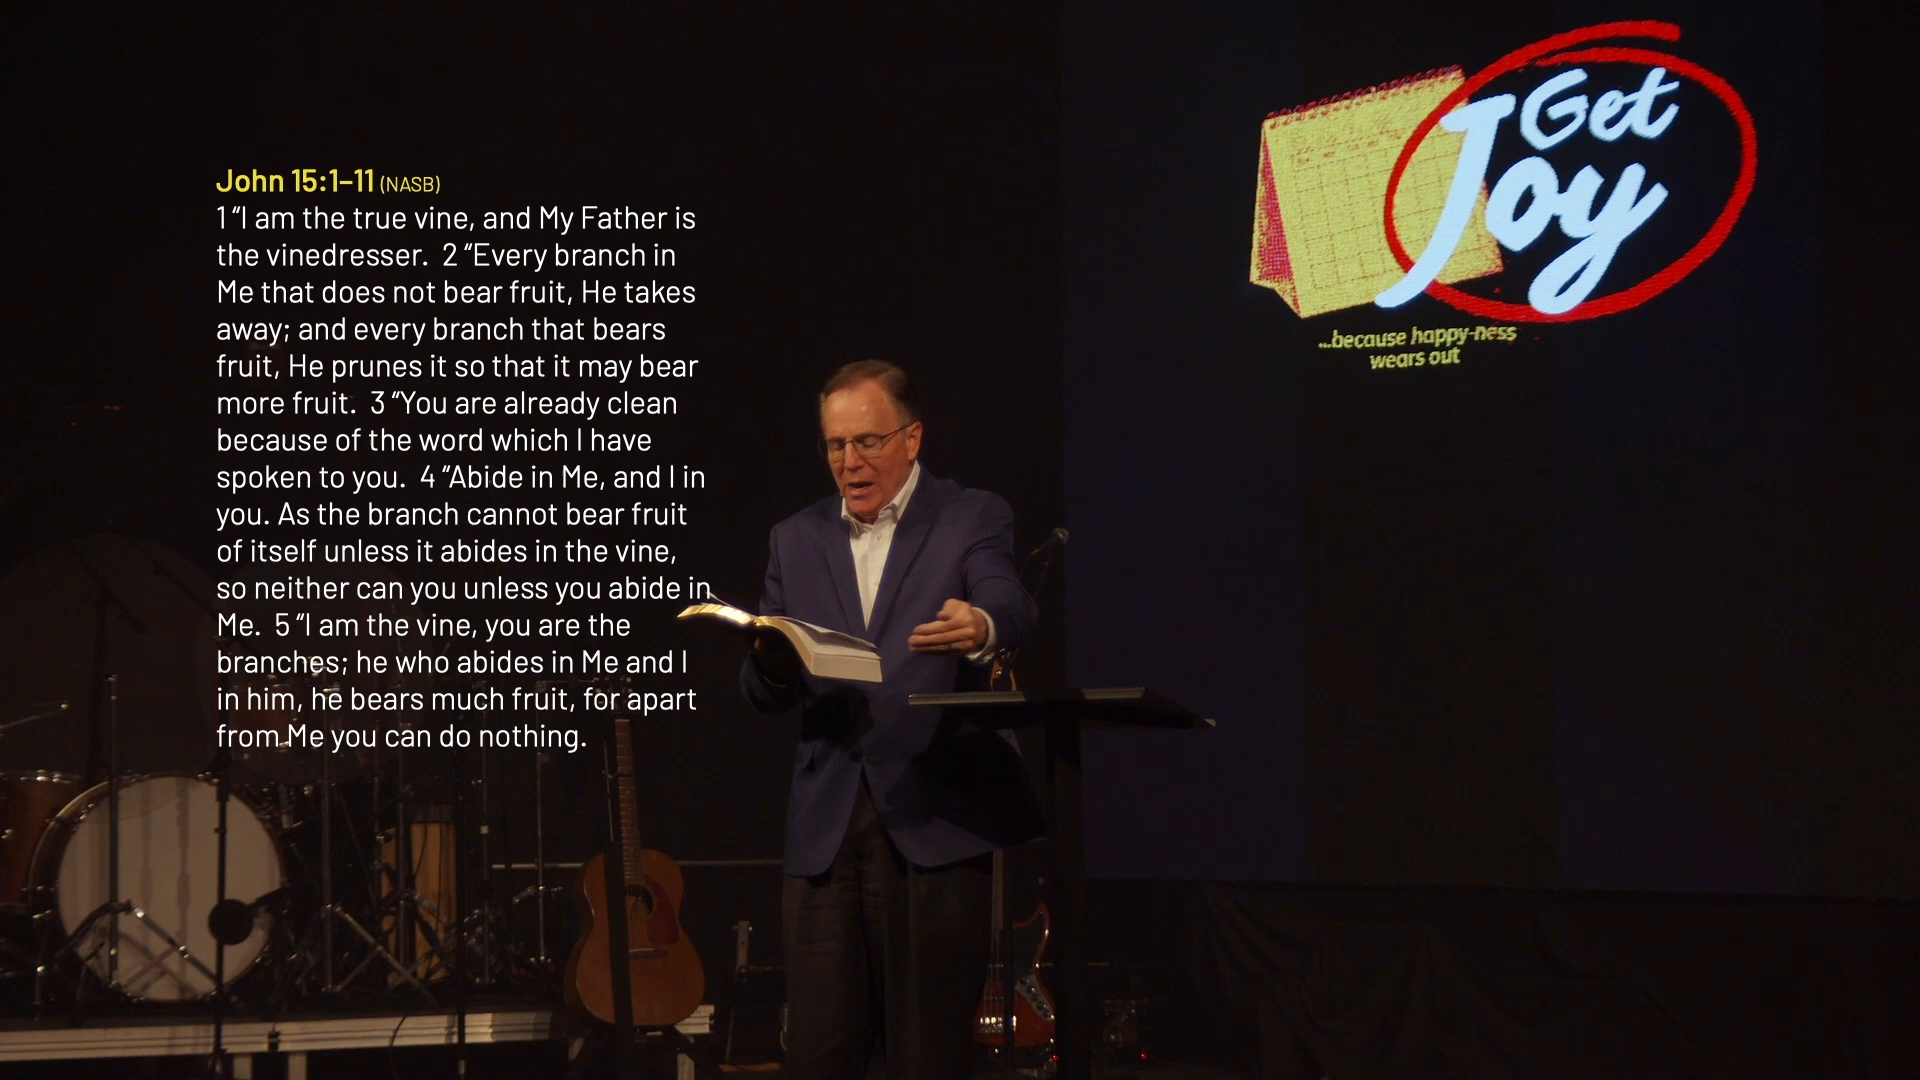 John 15:1–11 (NASB)
1 “I am the true vine, and My Father is
the vinedresser.  2 “Every branch in
Me that does not bear fruit, He takes
away; and every branch that bears
fruit, He prunes it so that it may bear
more fruit.  3 “You are already clean
because of the word which I have
spoken to you.  4 “Abide in Me, and I in
you. As the branch cannot bear fruit
of itself unless it abides in the vine,
so neither can you unless you abide in
Me.  5 “I am the vine, you are the
branches; he who abides in Me and I
in him, he bears much fruit, for apart
from Me you can do nothing.
Get
Joy
...because happy-ness
wears out